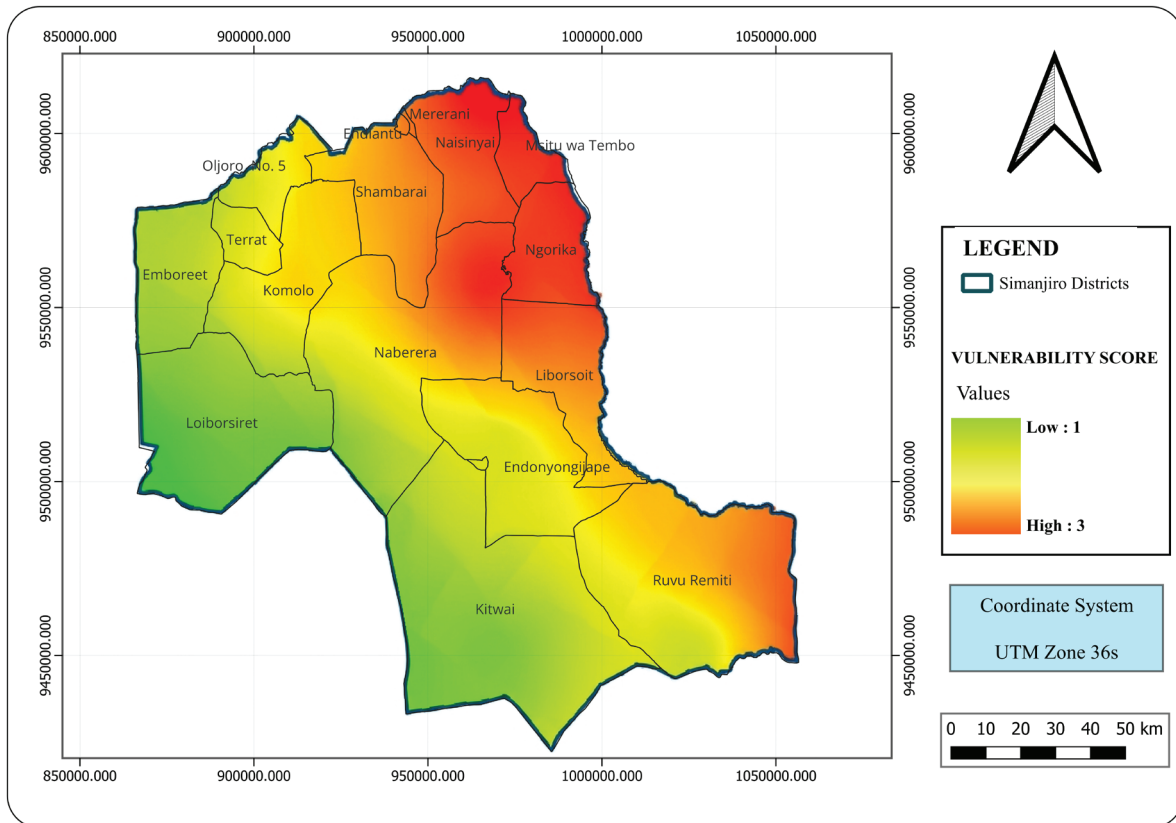 850000.000 900000.000 950000.000 1000000.000 1050000.000
9600000.000
9550000.000
9500000.000
9450000.000
9600000.000
9550000.000
9500000.000
9450000.000
Mererani
Endiantu
Naisinyai
Msitu wa Tembo
Oljoro No. 5
Shambarai
Terrat
Ngorika
Emboreet
Komolo
Naberera
Liborsoit
Loiborsiret
Endonyongijape
Ruvu Remiti
Kitwai
850000.000 900000.000 950000.000 1000000.000 1050000.000
LEGEND
Simanjiro Districts
VULNERABILITY SCORE
Values
Low : 1
High : 3
Coordinate System
UTM Zone 36s
0 10 20 30 40 50 km